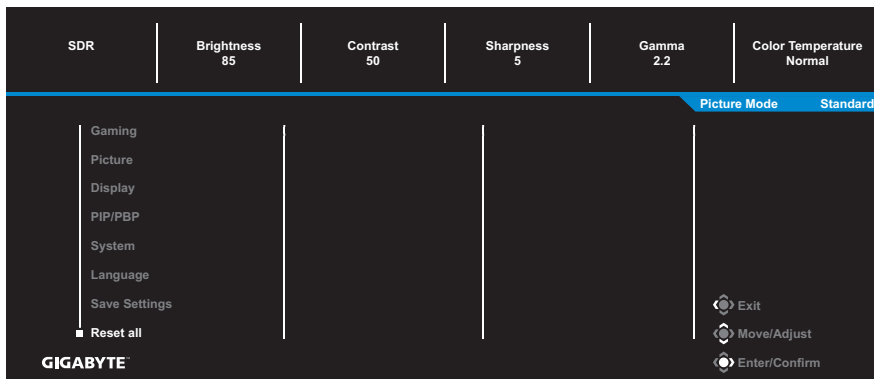 SDR
Brightness
85
Contrast
50
Sharpness
5
Gamma
2.2
Color Temperature
Normal
Picture Mode Standard
Gaming
Picture
Display
PIP/PBP
System
Language
Save Settings
Reset all
Exit
Move/Adjust
Enter/Confirm
GIGABYTE™